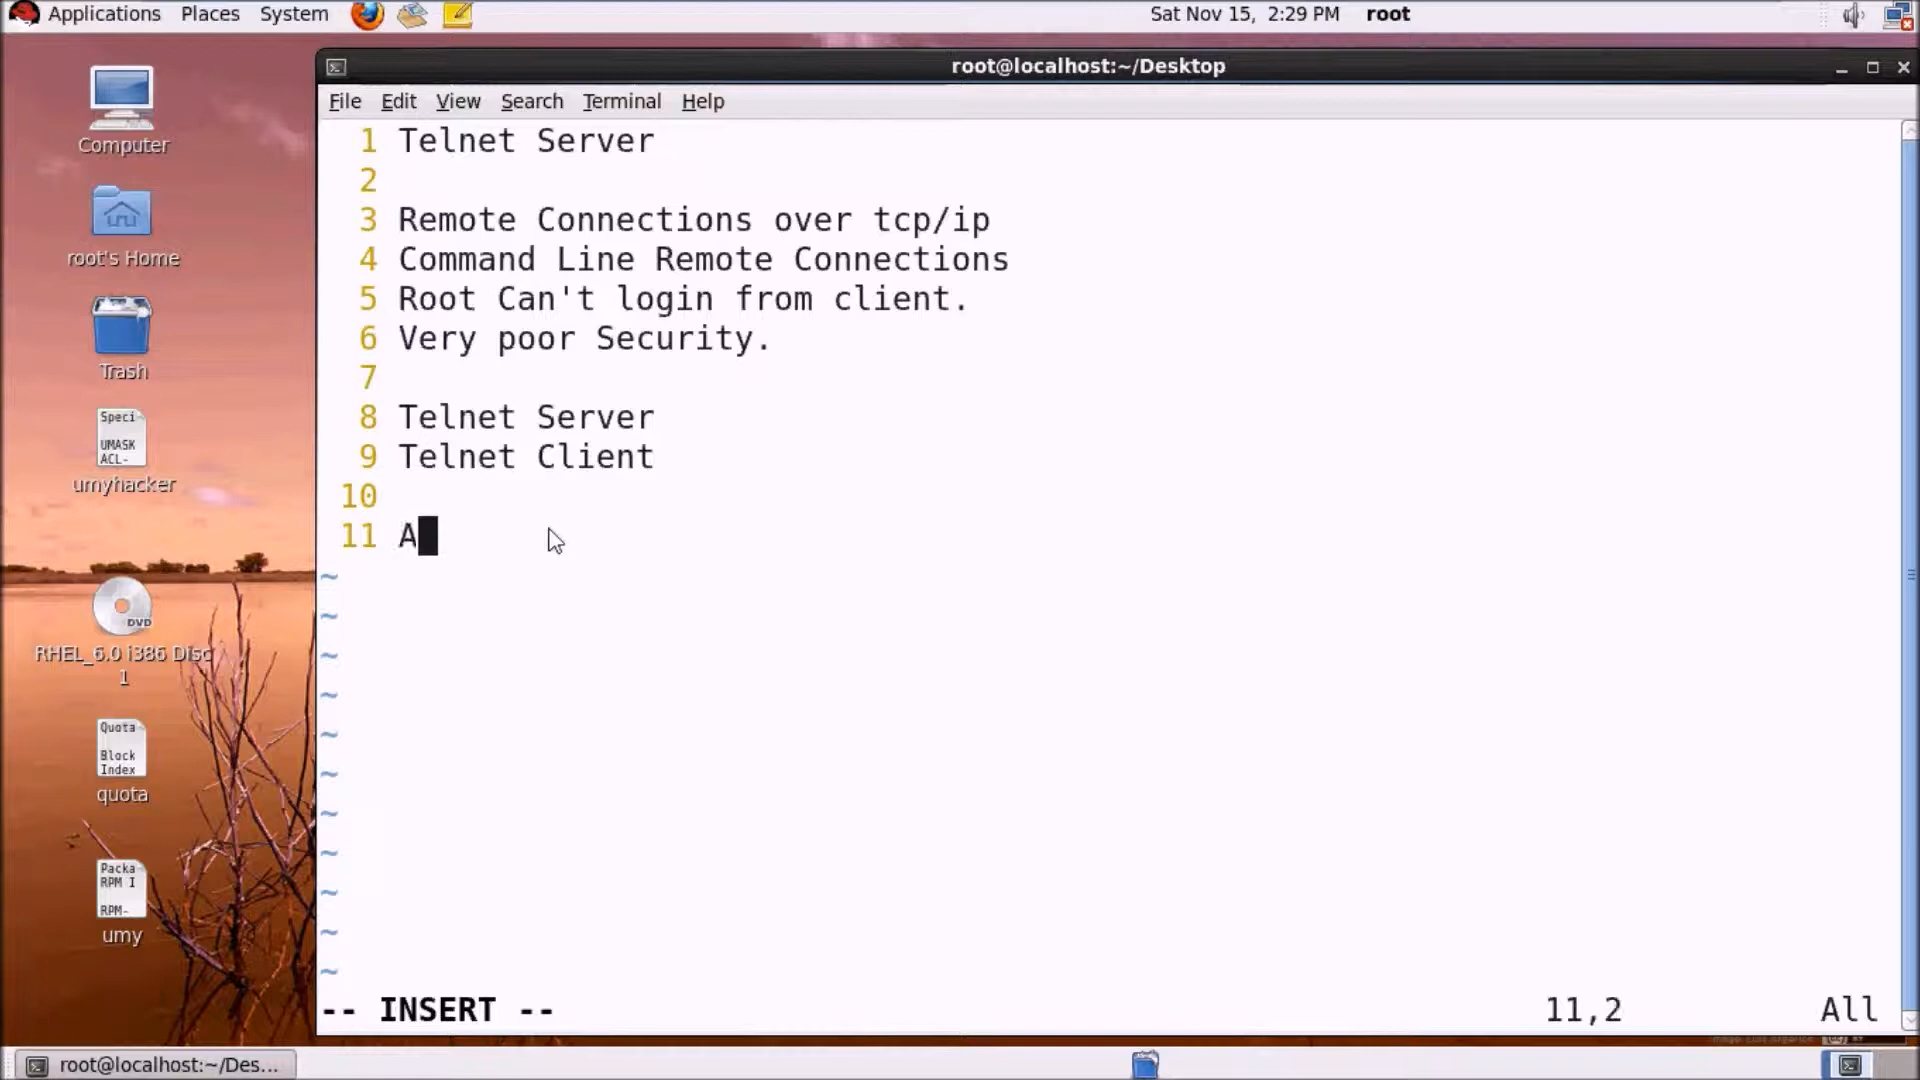 Applications Places System Sat Nov 15, 2:29 PM root
root@localhost:~/Desktop
File Edit View Search Terminal Help
1 Telnet Server
2
3 Remote Connections over tcp/ip
4 Command Line Remote Connections
5 Root Can't login from client.
6 Very poor Security.
7
8 Telnet Server
9 Telnet Client
10
11 A
~
~
~
~
~
~
~
~
~
~
~
-- INSERT -- 11,2 All
Computer
root's Home
Trash
Speci
UMASK
ACL-
umyhacker
DVD
RHEL_6.0 i386 Disc
1
Quota
Block
Index
quota
Packa
RPM I
RPM-
umy
root@localhost:~/Des...